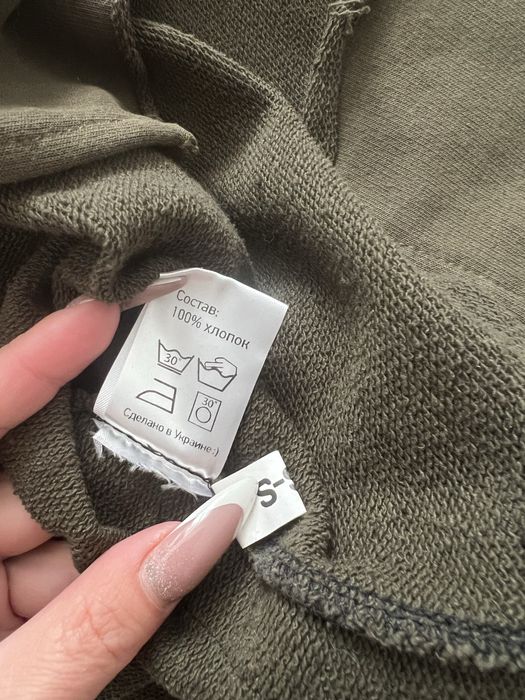 Состав:
100% хлопок
30°
30°
Сделано в Украине:)
S-